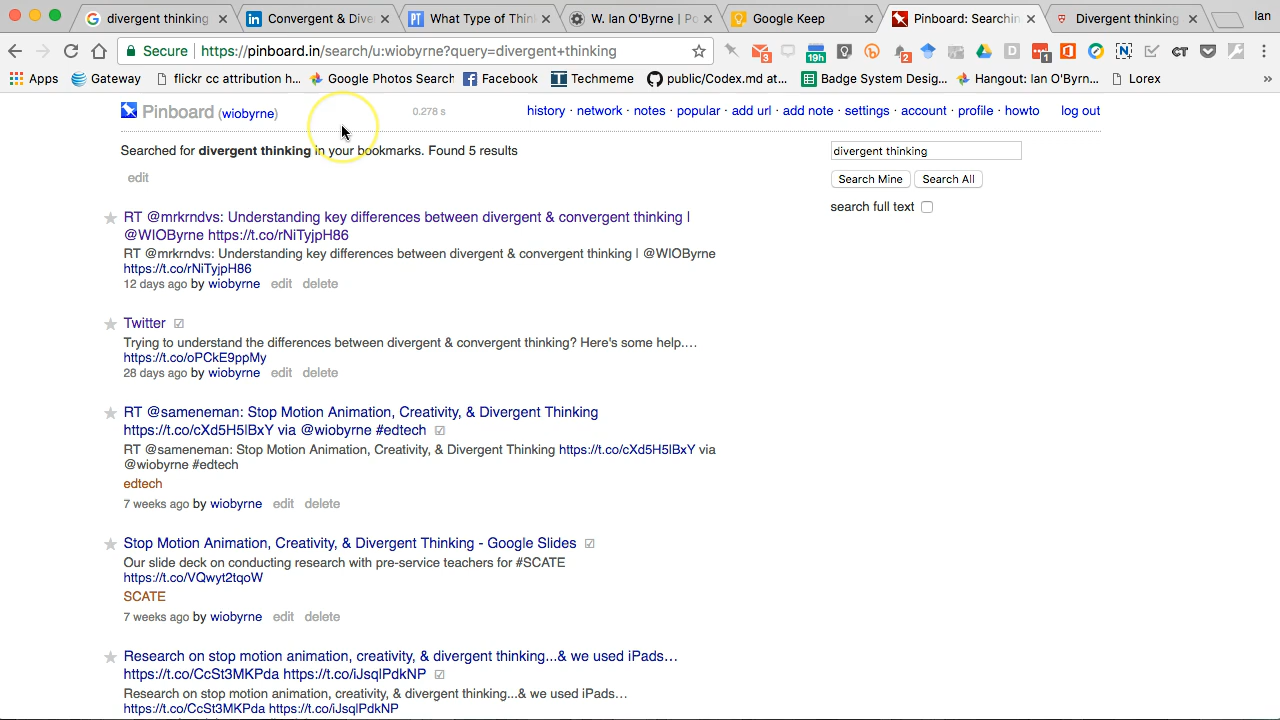 divergent thinkin
Convergent & Div
What Type of Thin
W. Ian O'Byrne | Po
Google Keep
Pinboard: Searchin
Divergent thinking
Ian
Secure
https://pinboard.in/search/u:wiobyrne?query=divergent+thinking
3
19h
2
1
Apps
Gateway
flickr cc attribution h...
Google Photos Search
Facebook
Techmeme
public/Codex.md at...
Badge System Desig...
Hangout: Ian O'Byrn...
Lorex
»
Pinboard (wiobyrne)
0.278 s
history · network · notes · popular · add url · add note · settings · account · profile · howto
log out
Searched for divergent thinking in your bookmarks. Found 5 results
divergent thinking
edit
Search Mine
Search All
search full text
RT @mrkrndvs: Understanding key differences between divergent & convergent thinking |
@WIOByrne https://t.co/rNiTyjpH86
RT @mrkrndvs: Understanding key differences between divergent & convergent thinking | @WIOByrne
https://t.co/rNiTyjpH86
12 days ago by wiobyrne edit delete
Twitter
Trying to understand the differences between divergent & convergent thinking? Here's some help....
https://t.co/oPCkE9ppMy
28 days ago by wiobyrne edit delete
RT @sameneman: Stop Motion Animation, Creativity, & Divergent Thinking
https://t.co/cXd5H5lBxY via @wiobyrne #edtech
RT @sameneman: Stop Motion Animation, Creativity, & Divergent Thinking https://t.co/cXd5H5lBxY via
@wiobyrne #edtech
edtech
7 weeks ago by wiobyrne edit delete
Stop Motion Animation, Creativity, & Divergent Thinking - Google Slides
Our slide deck on conducting research with pre-service teachers for #SCATE
https://t.co/VQwyt2tqoW
SCATE
7 weeks ago by wiobyrne edit delete
Research on stop motion animation, creativity, & divergent thinking...& we used iPads...
https://t.co/CcSt3MKPda https://t.co/iJsqlPdkNP
Research on stop motion animation, creativity, & divergent thinking...& we used iPads...
https://t.co/CcSt3MKPda https://t.co/iJsqlPdkNP